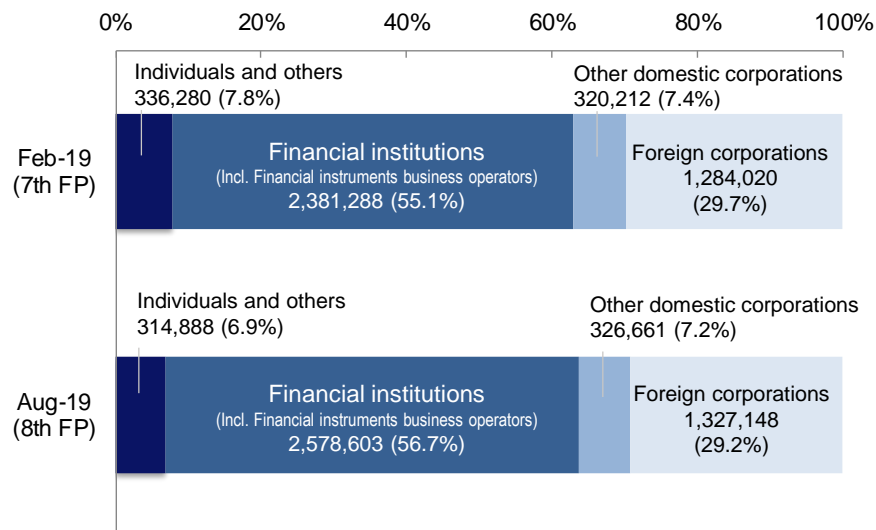 0% 20% 40% 60% 80% 100%
Individuals and others
336,280 (7.8%)
Other domestic corporations
320,212 (7.4%)
Feb-19
(7th FP)
Financial institutions
(Incl. Financial instruments business operators)
2,381,288 (55.1%)
Foreign corporations
1,284,020
(29.7%)
Individuals and others
314,888 (6.9%)
Other domestic corporations
326,661 (7.2%)
Aug-19
(8th FP)
Financial institutions
(Incl. Financial instruments business operators)
2,578,603 (56.7%)
Foreign corporations
1,327,148
(29.2%)